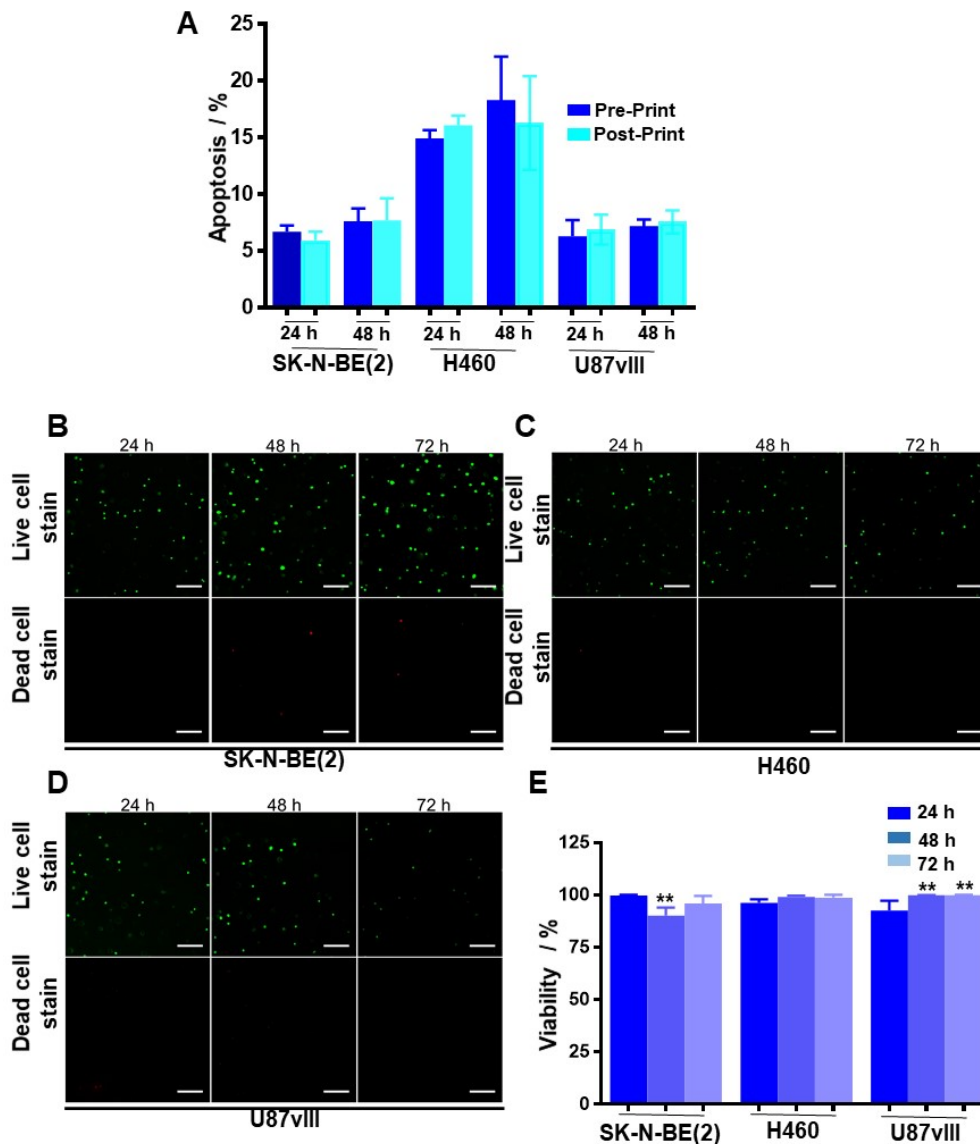 A
25
20
15
10
5
0
Apoptosis / %
Pre-Print
Post-Print
24 h
48 h
24 h
48 h
24 h
48 h
SK-N-BE(2)
H460
U87vIII
B
24 h
48 h
72 h
Live cell
stain
Dead cell
stain
SK-N-BE(2)
C
24 h
48 h
72 h
Live cell
stain
Dead cell
stain
H460
D
24 h
48 h
72 h
Live cell
stain
Dead cell
stain
U87vIII
E
24 h
48 h
72 h
125
100
75
50
25
0
Viability / %
**
**
**
SK-N-BE(2)
H460
U87vIII